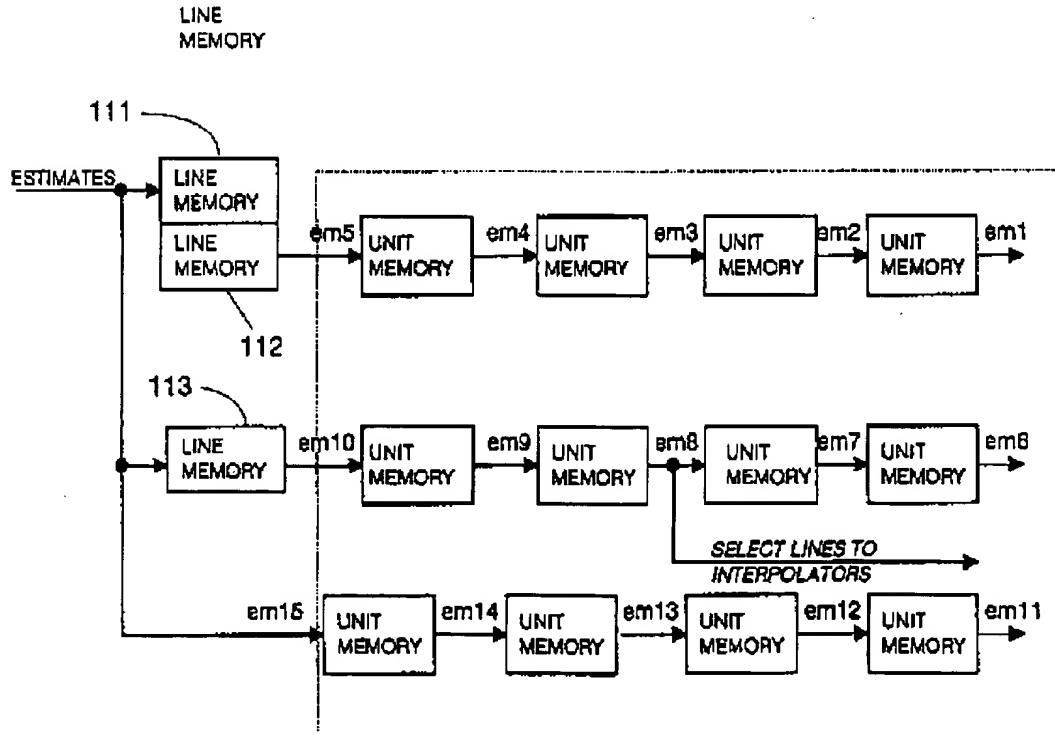 LINE
MEMORY
111
ESTIMATES
LINE
MEMORY
LINE
MEMORY
112
em5
UNIT
MEMORY
em4
UNIT
MEMORY
em3
UNIT
MEMORY
em2
UNIT
MEMORY
em1
113
LINE
MEMORY
em10
UNIT
MEMORY
em9
UNIT
MEMORY
em8
UNIT
MEMORY
em7
UNIT
MEMORY
em6
SELECT LINES TO
INTERPOLATORS
em15
UNIT
MEMORY
em14
UNIT
MEMORY
em13
UNIT
MEMORY
em12
UNIT
MEMORY
em11